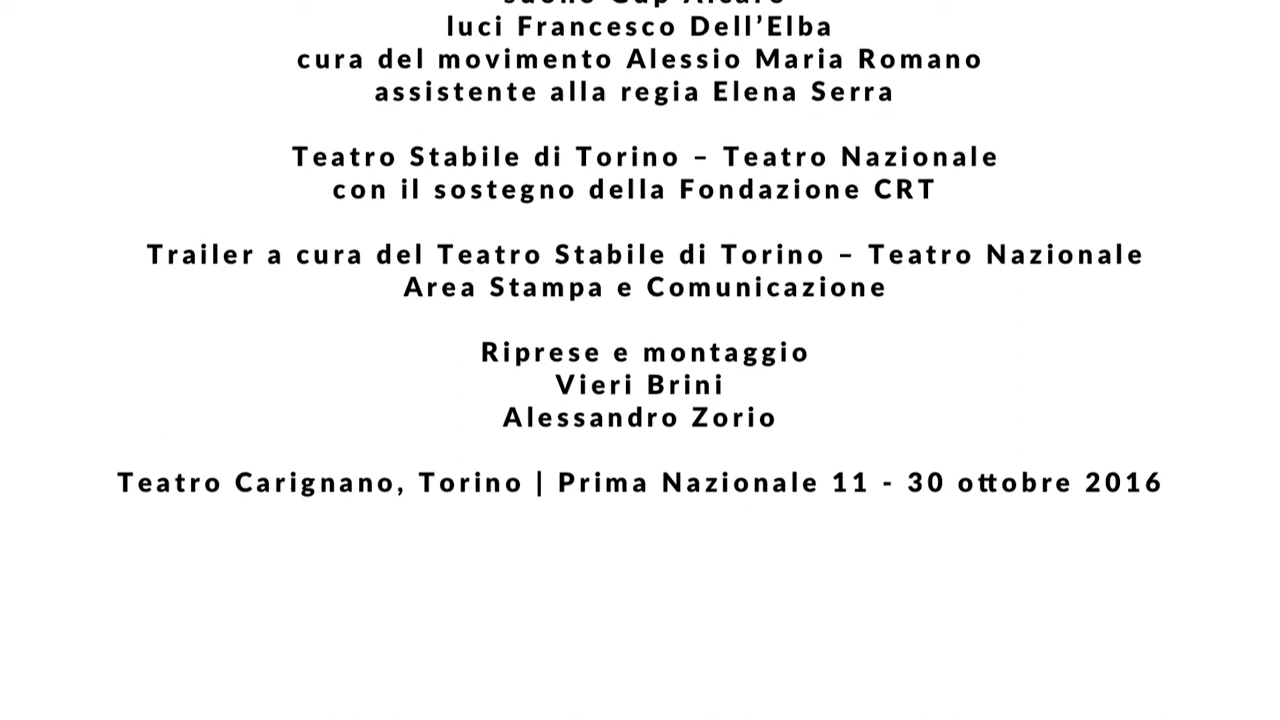 luci Francesco Dell’Elba
cura del movimento Alessio Maria Romano
assistente alla regia Elena Serra
Teatro Stabile di Torino – Teatro Nazionale
con il sostegno della Fondazione CRT
Trailer a cura del Teatro Stabile di Torino – Teatro Nazionale
Area Stampa e Comunicazione
Riprese e montaggio
Vieri Brini
Alessandro Zorio
Teatro Carignano, Torino | Prima Nazionale 11 - 30 ottobre 2016